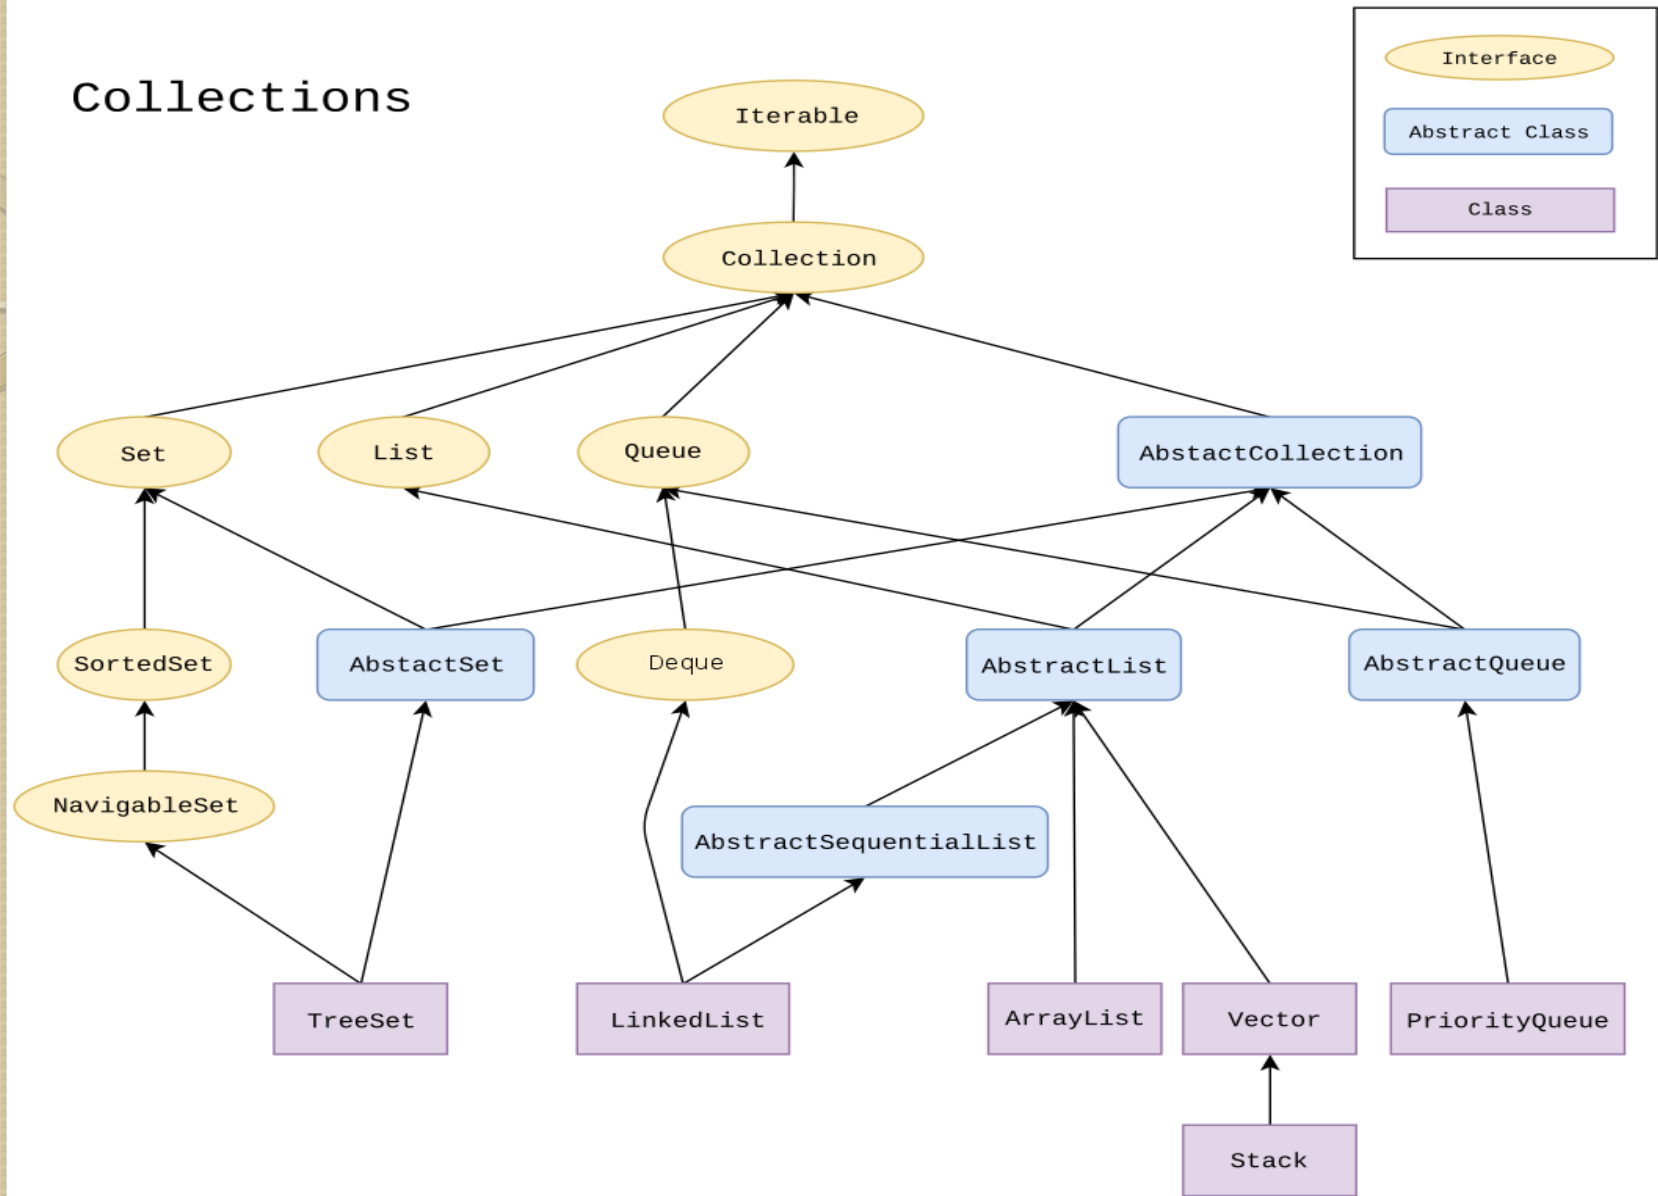 Collections
Interface
Abstract Class
Class
Iterable
Collection
Set
List
Queue
AbstactCollection
SortedSet
AbstactSet
Deque
AbstractList
AbstractQueue
NavigableSet
AbstractSequentialList
TreeSet
LinkedList
ArrayList
Vector
PriorityQueue
Stack